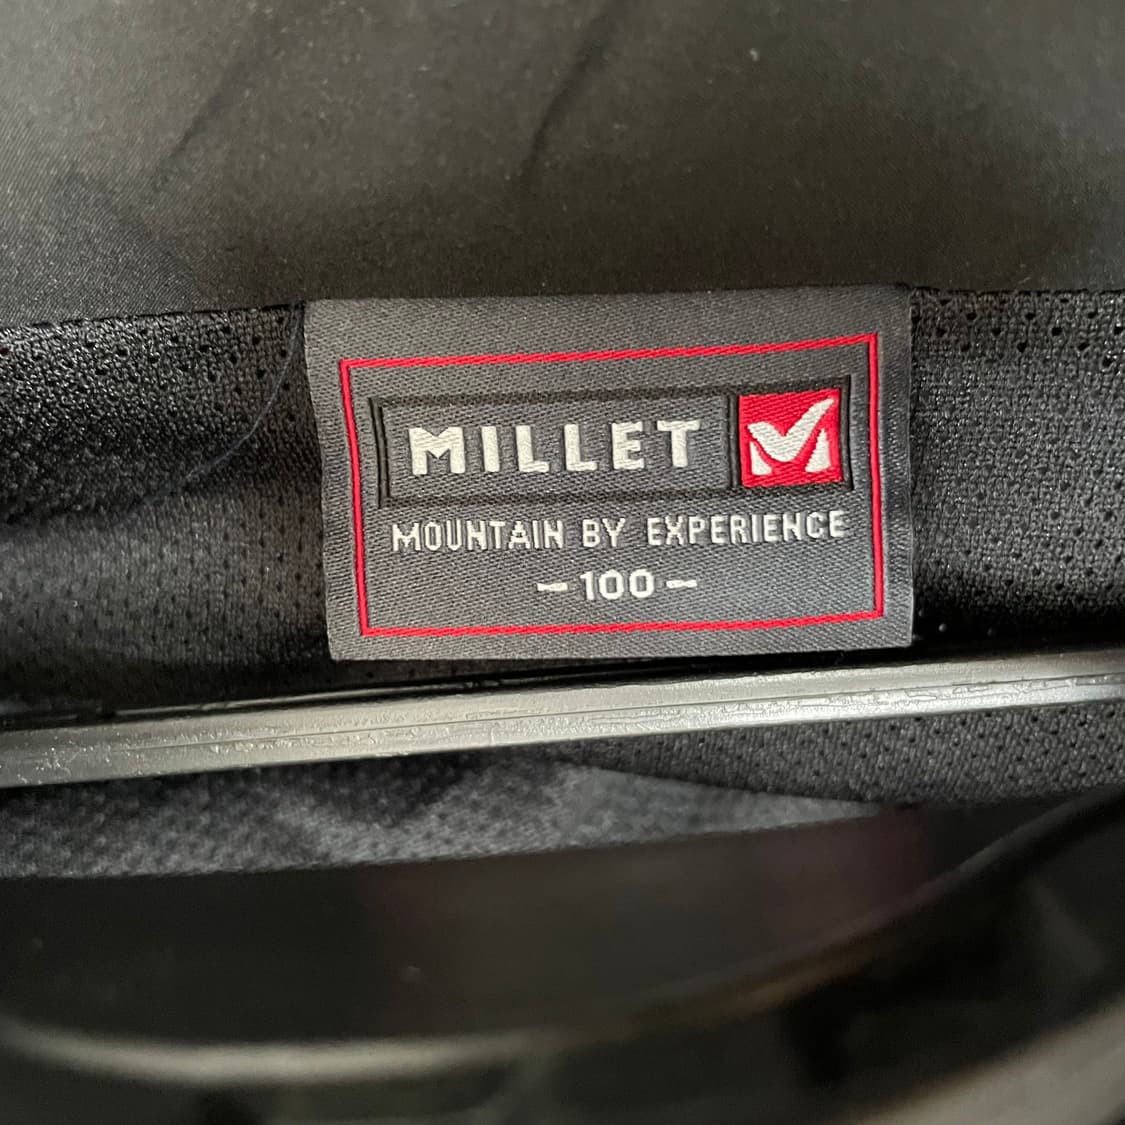 MILLET
MOUNTAIN BY EXPERIENCE
- 100 -